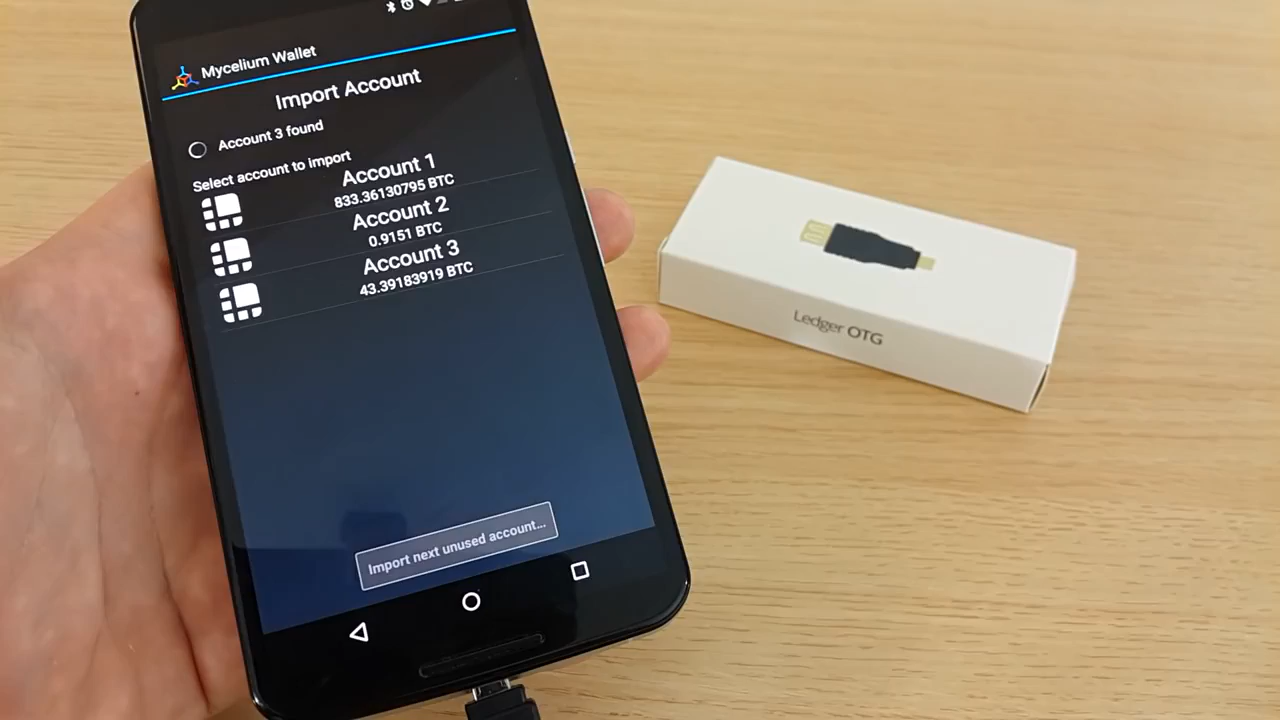 Mycelium Wallet
Import Account
Account 3 found
Select account to import
Account 1
833.36130795 BTC
Account 2
0.9151 BTC
Account 3
43.39183919 BTC
Import next unused account...
Ledger OTG